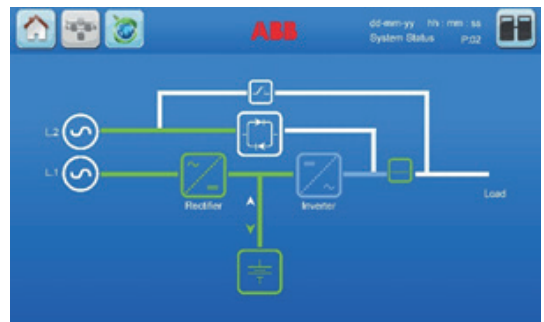 ABB
dd-mm-yy hh : mm : ss
System Status P:02
L2
L1
Rectifier
Inverter
Load